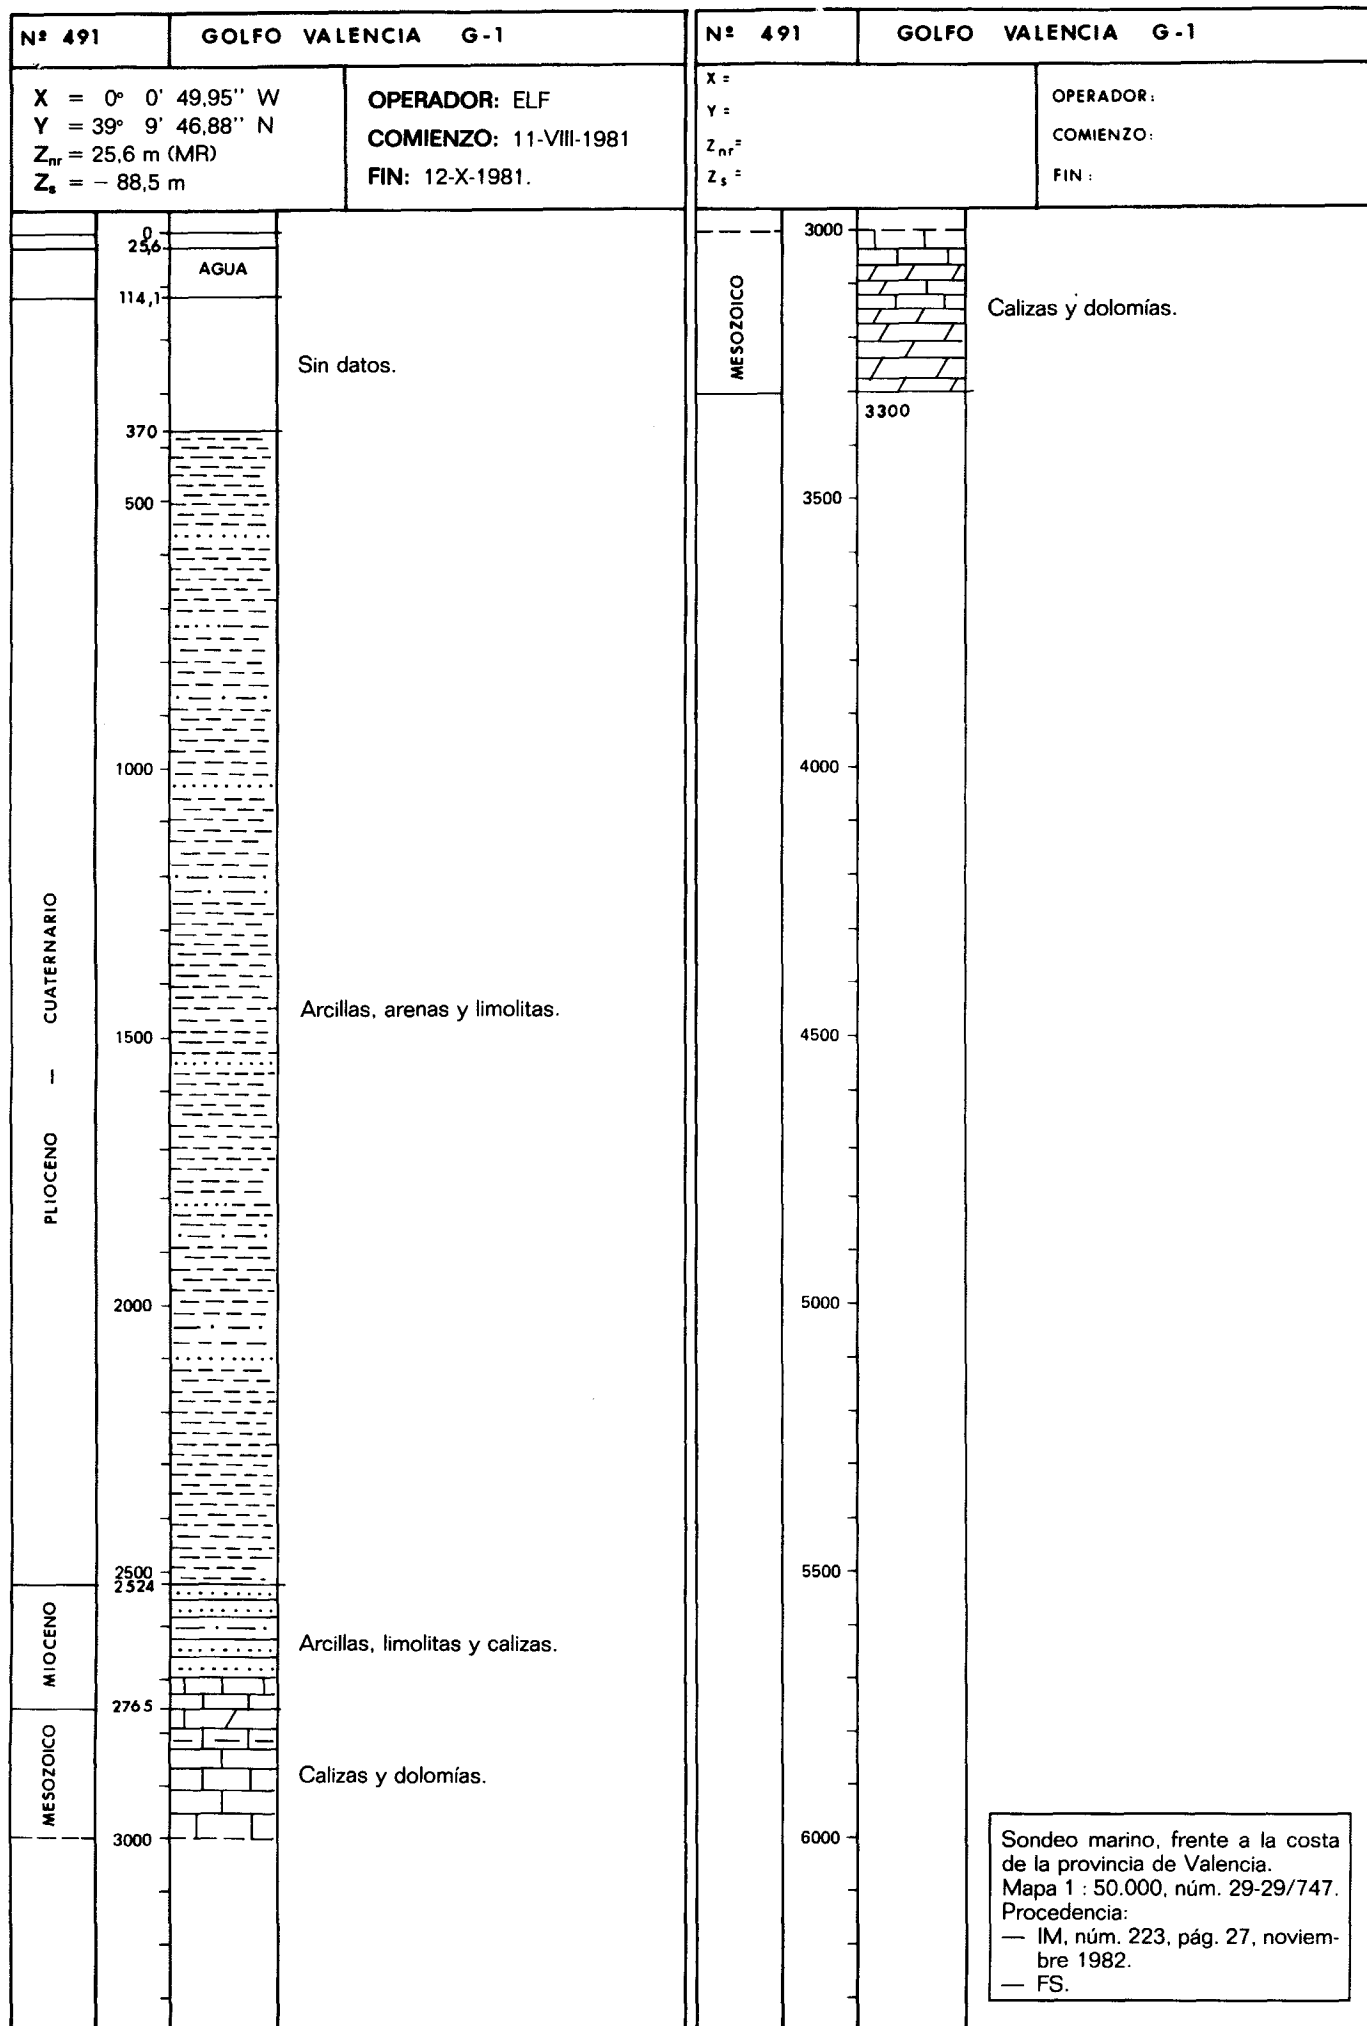 Nº 491
GOLFO VALENCIA G-1
X = 0° 0' 49,95'' W
Y = 39° 9' 46,88'' N
Znr = 25,6 m (MR)
Zs = – 88,5 m
OPERADOR: ELF
COMIENZO: 11-VIII-1981
FIN: 12-X-1981.
0
25,6
AGUA
114,1
Sin datos.
370
500
1000
PLIOCENO – CUATERNARIO
Arcillas, arenas y limolitas.
1500
2000
2500
2524
MIOCENO
Arcillas, limolitas y calizas.
2765
MESOZOICO
Calizas y dolomías.
3000
Nº 491
GOLFO VALENCIA G-1
X =
Y =
Znr=
Zs =
OPERADOR:
COMIENZO:
FIN :
3000
MESOZOICO
Calizas y dolomías.
3300
3500
4000
4500
5000
5500
6000
Sondeo marino, frente a la costa
de la provincia de Valencia.
Mapa 1 : 50.000, núm. 29-29/747.
Procedencia:
— IM, núm. 223, pág. 27, noviem-
bre 1982.
— FS.